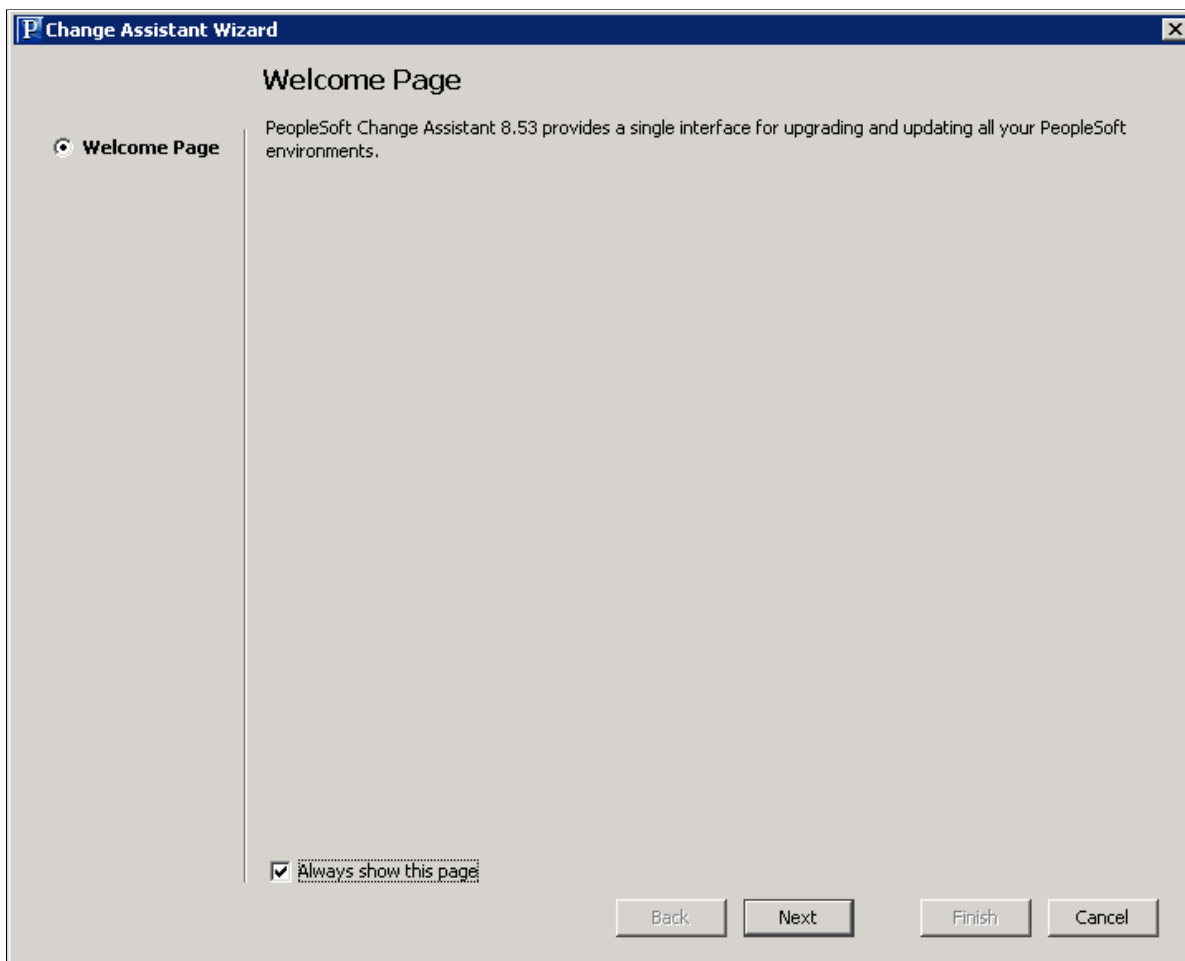 Change Assistant Wizard
Welcome Page
Welcome Page
PeopleSoft Change Assistant 8.53 provides a single interface for upgrading and updating all your PeopleSoft
environments.
Always show this page
Back
Next
Finish
Cancel